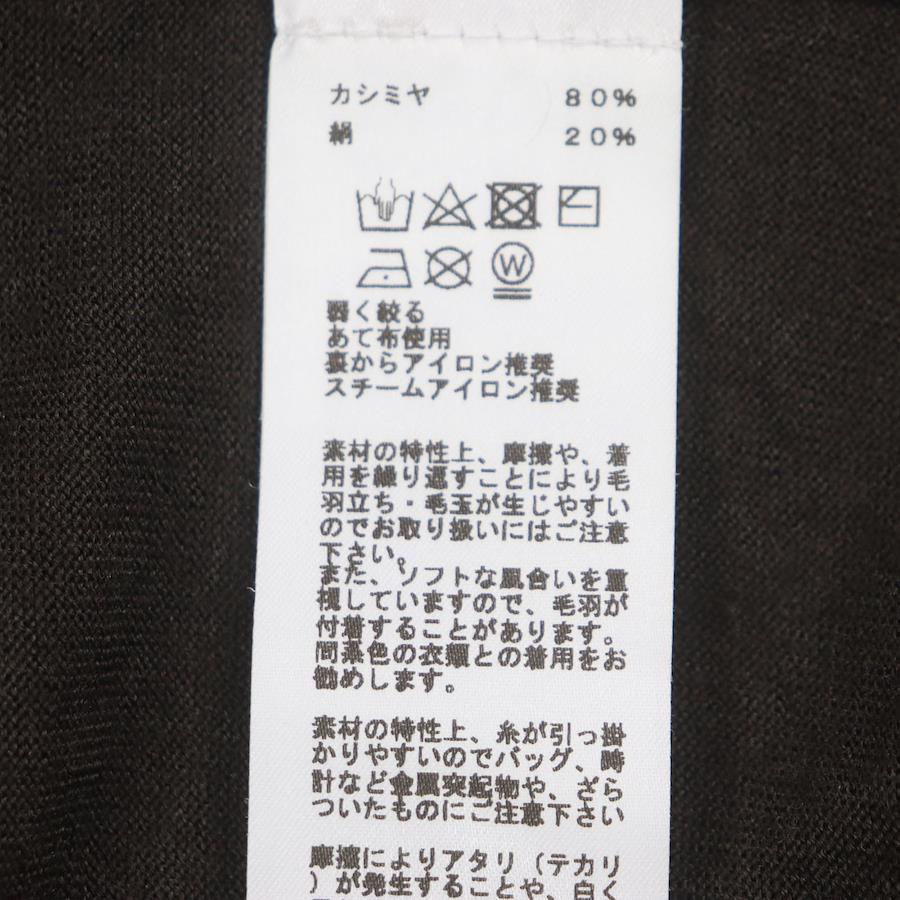 カシミヤ 80%
絹 20%
W
弱く絞る
あて布使用
裏からアイロン推奨
スチームアイロン推奨
素材の特性上、摩擦や、着
用を繰り返すことにより毛
羽立ち・毛玉が生じやすい
のでお取り扱いにはご注意
下さい。
また、ソフトな風合いを重
視していますので、毛羽が
付着することがあります。
同系色の衣類との着用をお
勧めします。
素材の特性上、糸が引っ掛
かりやすいのでバッグ、時
計など金属突起物や、ざら
ついたものにご注意下さい
摩擦によりアタリ(テカリ
)が発生することや、白く